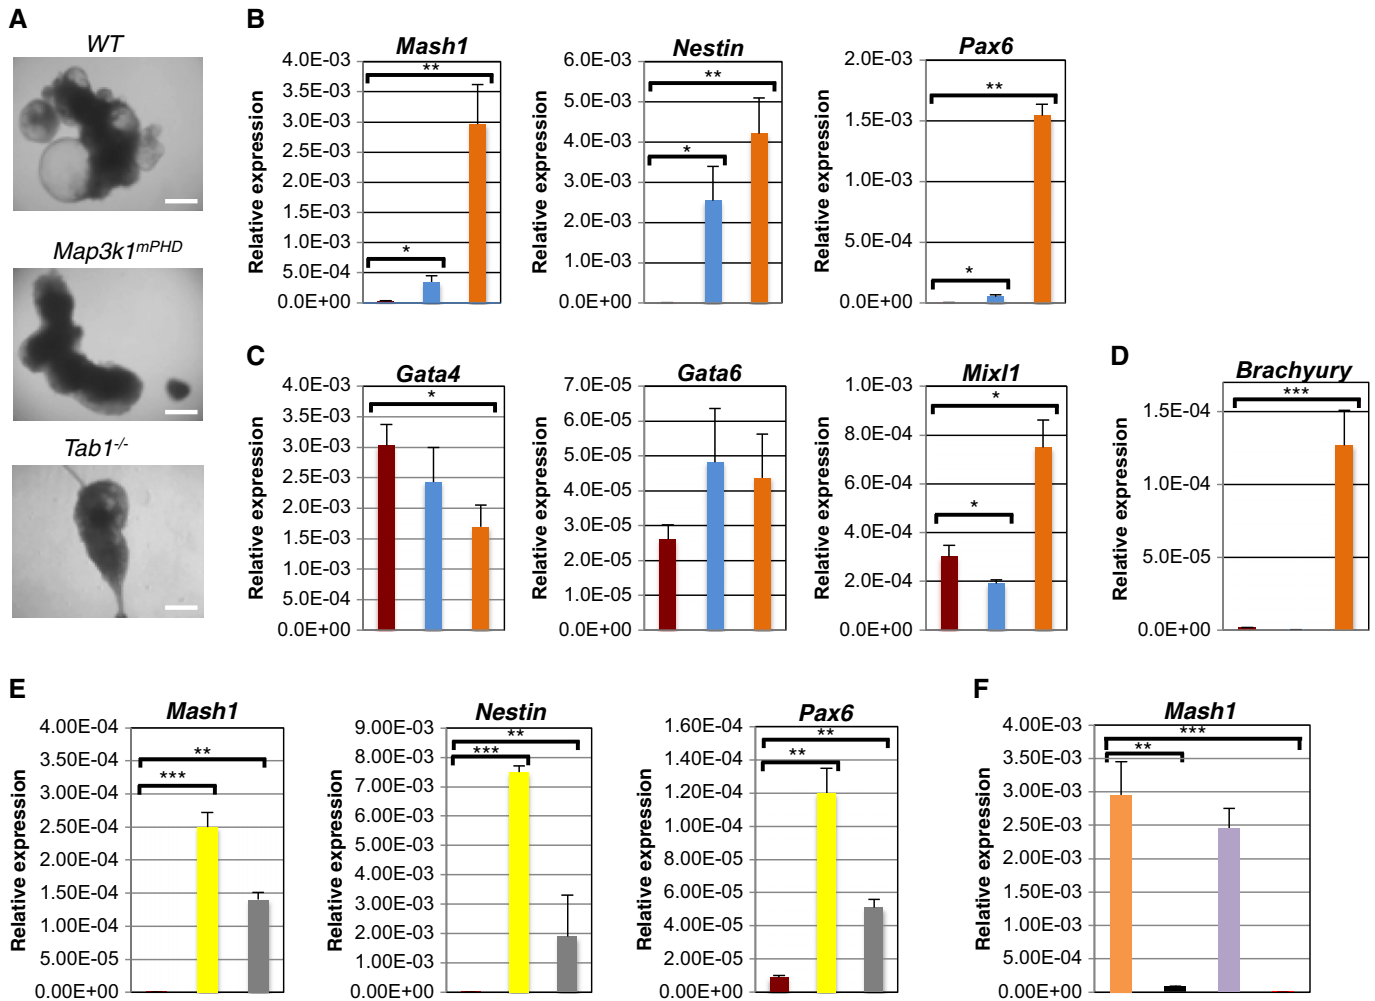 A
WT
Map3k1mPHD
Tab1-/-
B
Mash1
Relative expression
4.0E-03
3.5E-03
3.0E-03
2.5E-03
2.0E-03
1.5E-03
1.0E-03
5.0E-04
0.0E+00
**
*
Nestin
Relative expression
6.0E-03
5.0E-03
4.0E-03
3.0E-03
2.0E-03
1.0E-03
0.0E+00
**
*
Pax6
Relative expression
2.0E-03
1.5E-03
1.0E-03
5.0E-04
0.0E+00
**
*
C
Gata4
Relative expression
4.0E-03
3.5E-03
3.0E-03
2.5E-03
2.0E-03
1.5E-03
1.0E-03
5.0E-04
0.0E+00
*
Gata6
Relative expression
7.0E-05
6.0E-05
5.0E-05
4.0E-05
3.0E-05
2.0E-05
1.0E-05
0.0E+00
Mixl1
Relative expression
1.0E-03
8.0E-04
6.0E-04
4.0E-04
2.0E-04
0.0E+00
*
*
D
Brachyury
Relative expression
1.5E-04
1.0E-04
5.0E-05
0.0E+00
***
E
Mash1
Relative expression
4.00E-04
3.50E-04
3.00E-04
2.50E-04
2.00E-04
1.50E-04
1.00E-04
5.00E-05
0.00E+00
**
***
Nestin
Relative expression
9.00E-03
8.00E-03
7.00E-03
6.00E-03
5.00E-03
4.00E-03
3.00E-03
2.00E-03
1.00E-03
0.00E+00
**
***
Pax6
Relative expression
1.60E-04
1.40E-04
1.20E-04
1.00E-04
8.00E-05
6.00E-05
4.00E-05
2.00E-05
0.00E+00
**
**
F
Mash1
Relative expression
4.00E-03
3.50E-03
3.00E-03
2.50E-03
2.00E-03
1.50E-03
1.00E-03
5.00E-04
0.00E+00
***
**